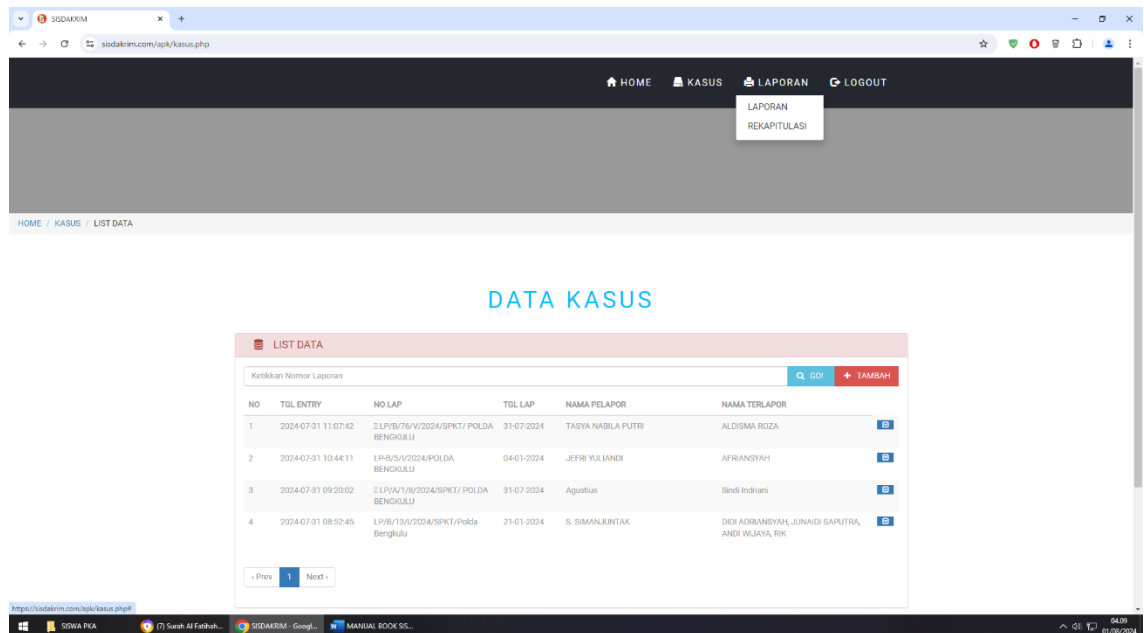 SISDAKRIM
sisdakrim.com/apk/kasus.php
HOME KASUS LAPORAN LOGOUT
LAPORAN
REKAPITULASI
HOME / KASUS / LIST DATA
DATA KASUS
LIST DATA
Ketikkan Nomor Laporan GO! + TAMBAH
NO TGL ENTRY NO LAP TGL LAP NAMA PELAPOR NAMA TERLAPOR
1 2024-07-31 11:07:42 LP/B/76/V/2024/SPKT/ POLDA 31-07-2024 TASYA NABILA PUTRI ALDISMA ROZA
BENGKULU
2 2024-07-31 10:44:11 LP-B/5/I/2024/POLDA 04-01-2024 JEFRI YULIANDI AFRIANSYAH
BENGKULU
3 2024-07-31 09:20:02 LP/A/1/II/2024/SPKT/ POLDA 31-07-2024 Agustius Sindi Indriani
BENGKULU
4 2024-07-31 08:52:45 LP/B/13/I/2024/SPKT/Polda 21-01-2024 S. SIMANJUNTAK DIDI ADRIANSYAH, JUNAIDI SAPUTRA,
Bengkulu ANDI WIJAYA, RIK
‹ Prev 1 Next ›
https://sisdakrim.com/apk/kasus.php#
SISWA PKA (7) Surah Al Fatihah... SISDAKRIM - Googl... MANUAL BOOK SIS... 04.09
01/08/2024